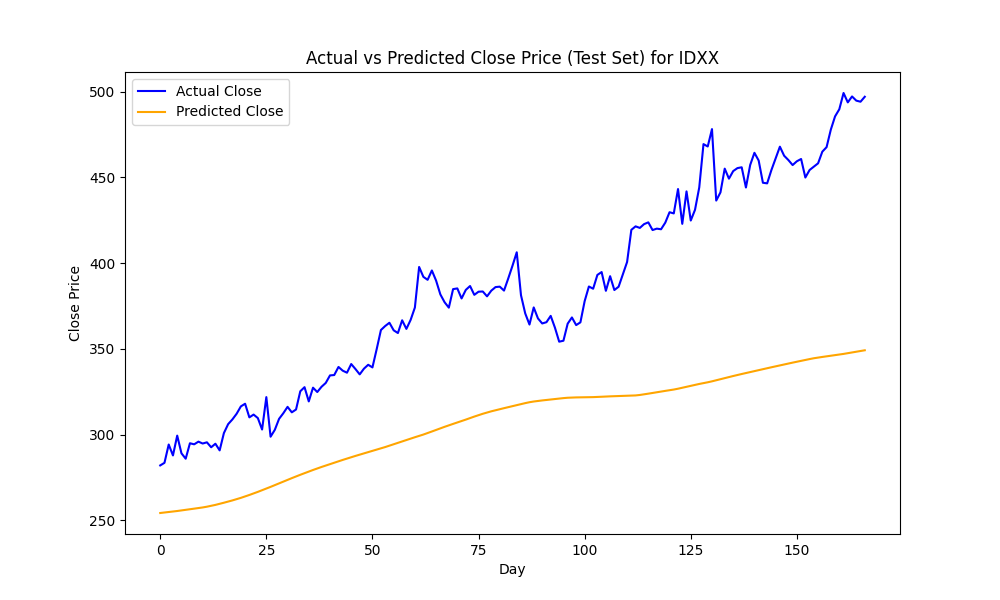 Actual vs Predicted Close Price (Test Set) for IDXX
Actual Close
Predicted Close
500
450
400
350
300
250
Close Price
0 25 50 75 100 125 150
Day